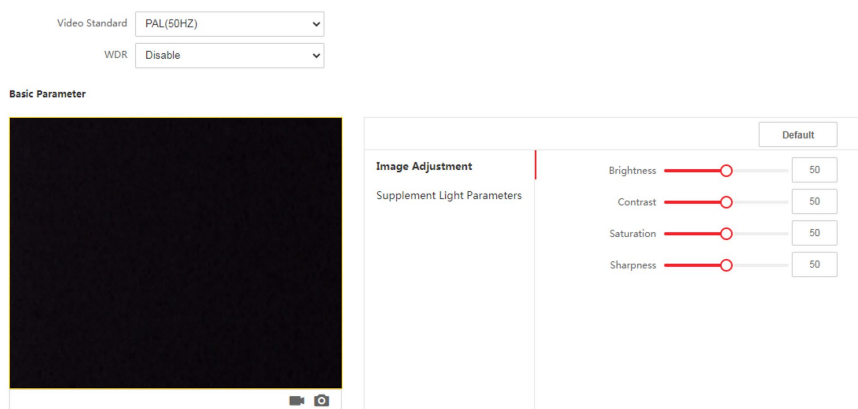 Video Standard PAL(50HZ)
WDR Disable
Basic Parameter
Default
Image Adjustment
Supplement Light Parameters
Brightness 50
Contrast 50
Saturation 50
Sharpness 50